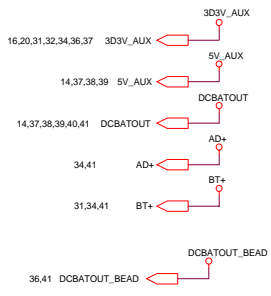 3D3V_AUX
16,20,31,32,34,36,37 3D3V_AUX
5V_AUX
14,37,38,39 5V_AUX
DCBATOUT
14,37,38,39,40,41 DCBATOUT
AD+
34,41 AD+
BT+
31,34,41 BT+
DCBATOUT_BEAD
36,41 DCBATOUT_BEAD